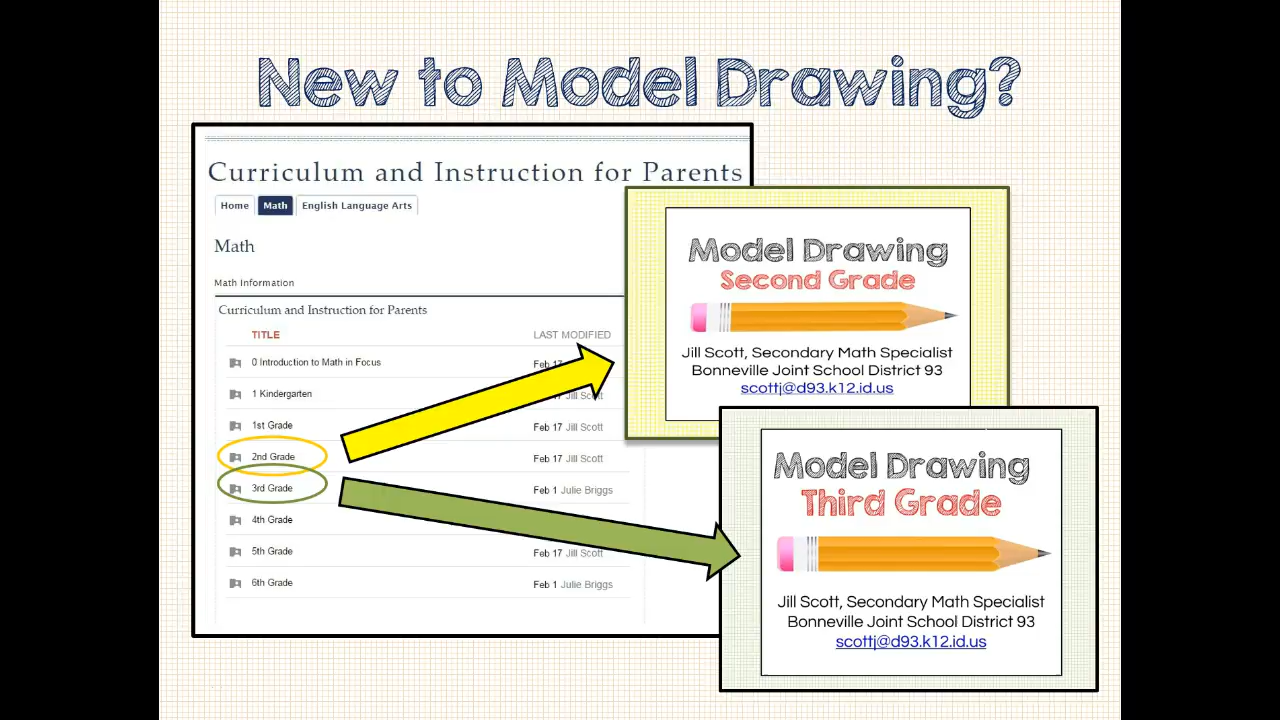 New to Model Drawing?
Curriculum and Instruction for Parents
Home Math English Language Arts
Math
Math Information
Curriculum and Instruction for Parents
TITLE LAST MODIFIED
0 Introduction to Math in Focus Feb 17
1 Kindergarten Jill Scott
1st Grade Feb 17 Jill Scott
2nd Grade Feb 17 Jill Scott
3rd Grade Feb 1 Julie Briggs
4th Grade
5th Grade Feb 17 Jill Scott
6th Grade Feb 1 Julie Briggs
Model Drawing
Second Grade
Jill Scott, Secondary Math Specialist
Bonneville Joint School District 93
scottj@d93.k12.id.us
Model Drawing
Third Grade
Jill Scott, Secondary Math Specialist
Bonneville Joint School District 93
scottj@d93.k12.id.us